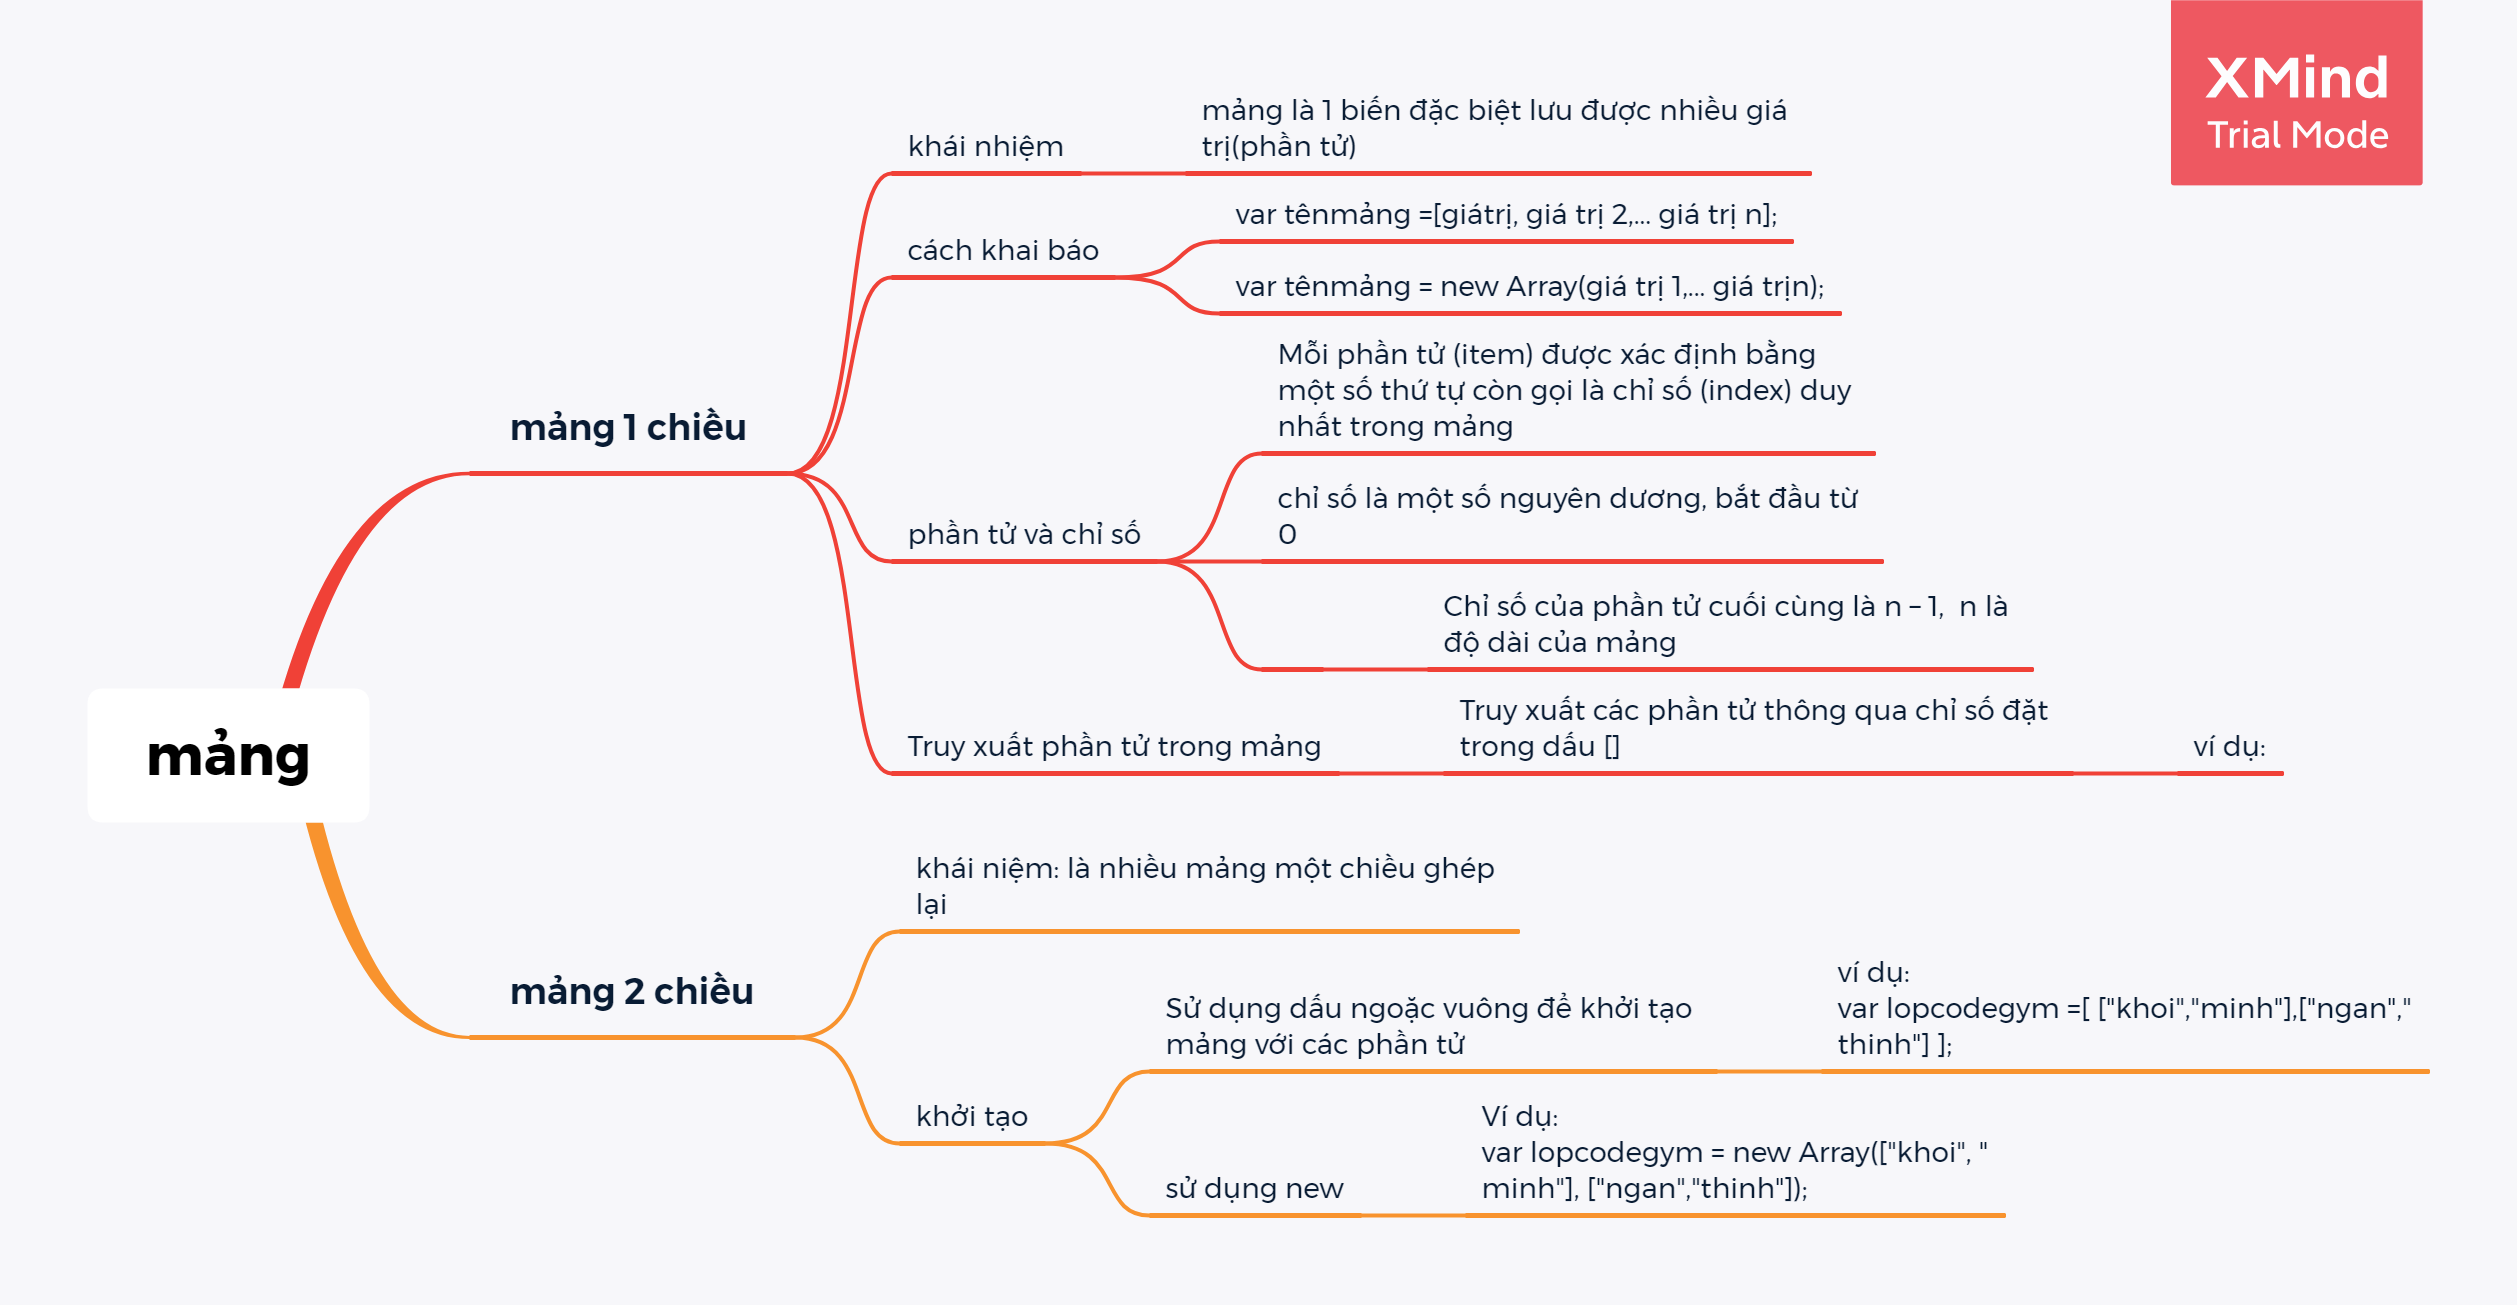 XMind
Trial Mode
mảng
mảng 1 chiều
khái nhiệm
mảng là 1 biến đặc biệt lưu được nhiều giá
trị(phần tử)
cách khai báo
var tênmảng =[giátrị, giá trị 2,... giá trị n];
var tênmảng = new Array(giá trị 1,... giá trịn);
phần tử và chỉ số
Mỗi phần tử (item) được xác định bằng
một số thứ tự còn gọi là chỉ số (index) duy
nhất trong mảng
chỉ số là một số nguyên dương, bắt đầu từ
0
Chỉ số của phần tử cuối cùng là n – 1,  n là
độ dài của mảng
Truy xuất phần tử trong mảng
Truy xuất các phần tử thông qua chỉ số đặt
trong dấu []
ví dụ:
mảng 2 chiều
khái niệm: là nhiều mảng một chiều ghép
lại
khởi tạo
Sử dụng dấu ngoặc vuông để khởi tạo
mảng với các phần tử
ví dụ:
var lopcodegym =[ ["khoi","minh"],["ngan","
thinh"] ];
sử dụng new
Ví dụ:
var lopcodegym = new Array(["khoi", "
minh"], ["ngan","thinh"]);